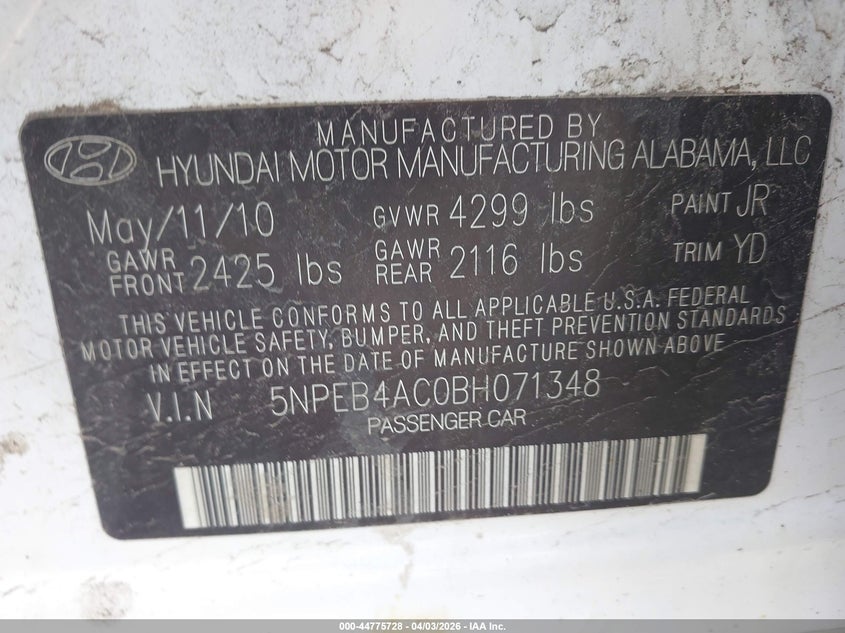 MANUFACTURED BY
HYUNDAI MOTOR MANUFACTURING ALABAMA, LLC
May/11/10 GVWR 4299 lbs PAINT JR
GAWR FRONT 2425 lbs GAWR REAR 2116 lbs TRIM YD
THIS VEHICLE CONFORMS TO ALL APPLICABLE U.S.A. FEDERAL
MOTOR VEHICLE SAFETY, BUMPER, AND THEFT PREVENTION STANDARDS
IN EFFECT ON THE DATE OF MANUFACTURE SHOWN ABOVE
V.I.N 5NPEB4AC0BH071348
PASSENGER CAR
000-44775728 - 04/03/2026 - IAA Inc.